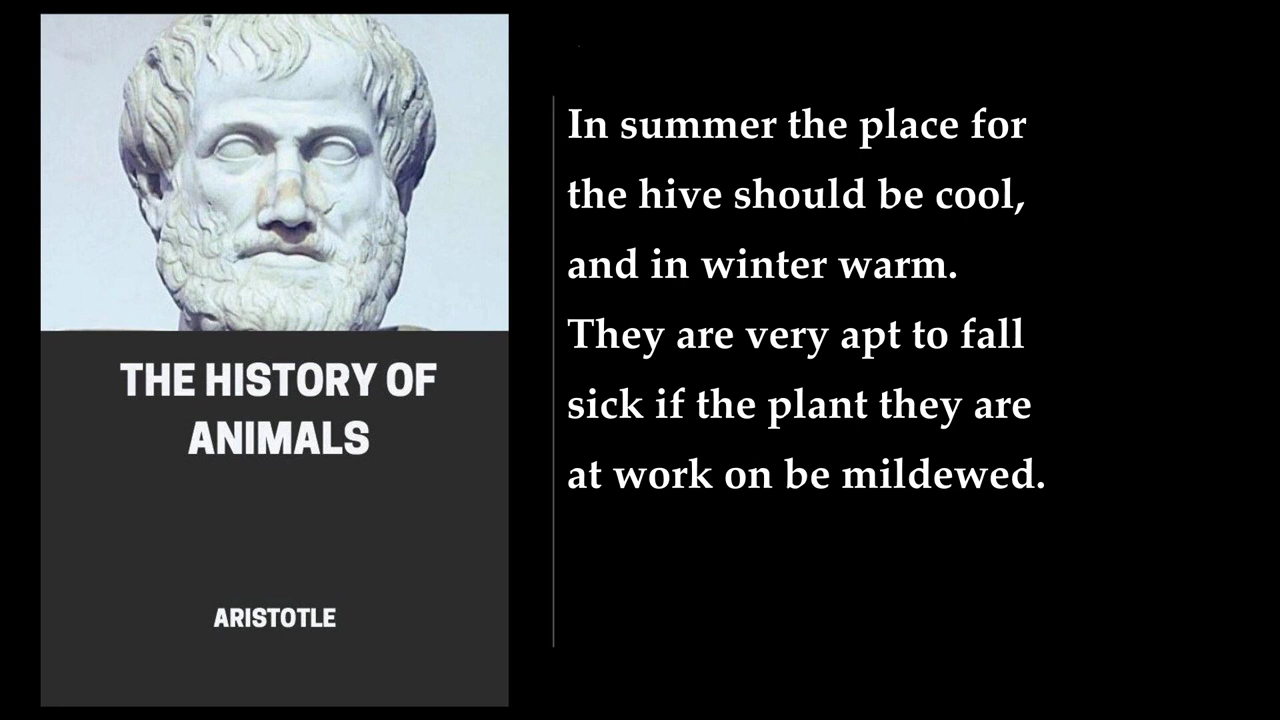 THE HISTORY OF
ANIMALS
ARISTOTLE
In summer the place for
the hive should be cool,
and in winter warm.
They are very apt to fall
sick if the plant they are
at work on be mildewed.